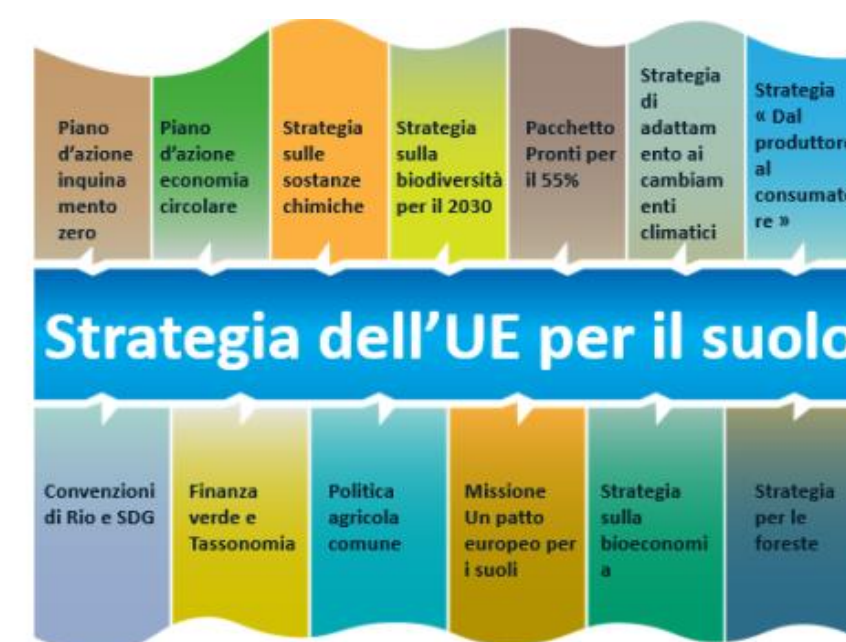 Piano
d'azione
inquina
mento
zero
Piano
d'azione
economia
circolare
Strategia
sulle
sostanze
chimiche
Strategia
sulla
biodiversità
per il 2030
Pacchetto
Pronti per
il 55%
Strategia
di
adattam
ento ai
cambiam
enti
climatici
Strategia
« Dal
produttore
al
consumato
re »
Strategia dell'UE per il suolo
Convenzioni
di Rio e SDG
Finanza
verde e
Tassonomia
Politica
agricola
comune
Missione
Un patto
europeo per
i suoli
Strategia
sulla
bioeconomi
a
Strategia
per le
foreste